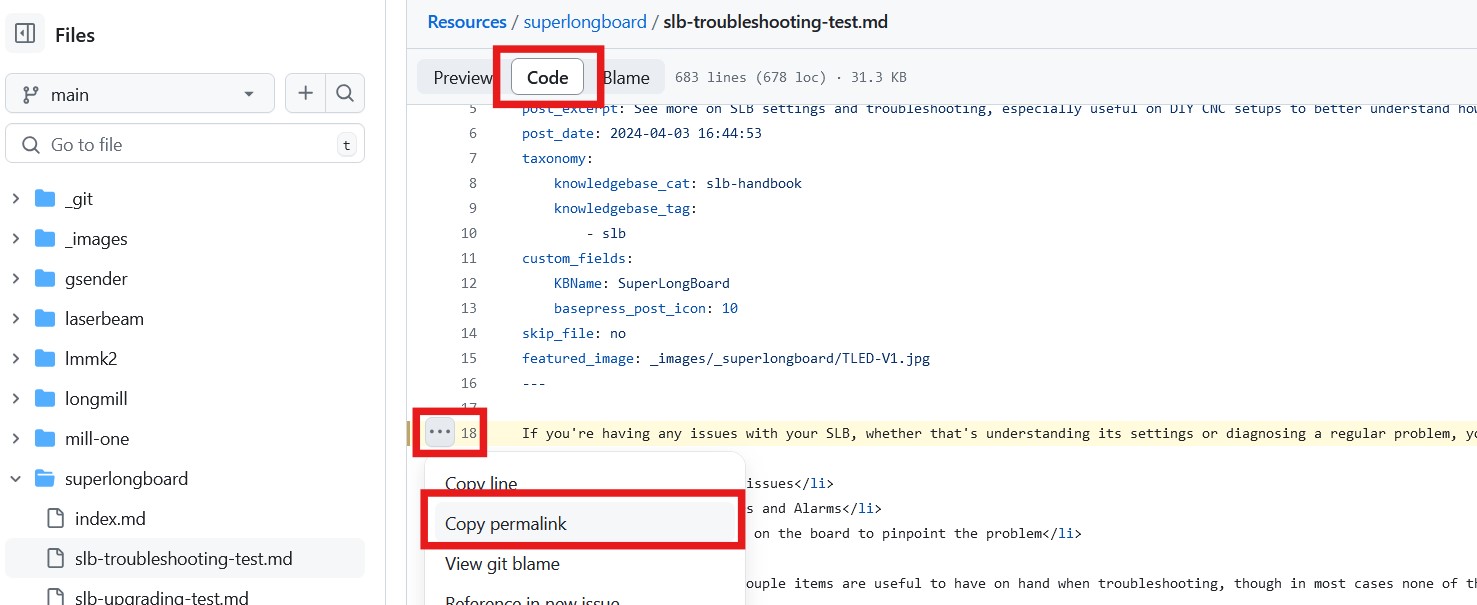 Files
main
Go to file
t
_git
_images
gsender
laserbeam
lmmk2
longmill
mill-one
superlongboard
index.md
slb-troubleshooting-test.md
slb-upgrading-test.md
Resources / superlongboard / slb-troubleshooting-test.md
Preview Code Blame 683 lines (678 loc) · 31.3 KB
5 post_excerpt: See more on SLB settings and troubleshooting, especially useful on DIY CNC setups to better understand
6 post_date: 2024-04-03 16:44:53
7 taxonomy:
8 knowledgebase_cat: slb-handbook
9 knowledgebase_tag:
10 - slb
11 custom_fields:
12 KBName: SuperLongBoard
13 basepress_post_icon: 10
14 skip_file: no
15 featured_image: _images/_superlongboard/TLED-V1.jpg
16 ---
17
18 If you're having any issues with your SLB, whether that's understanding its settings or diagnosing a regular problem,
Copy line
issues</li>
s and Alarms</li>
Copy permalink
on the board to pinpoint the problem</li>
View git blame
ouple items are useful to have on hand when troubleshooting, though in most cases none of
Reference in new issue